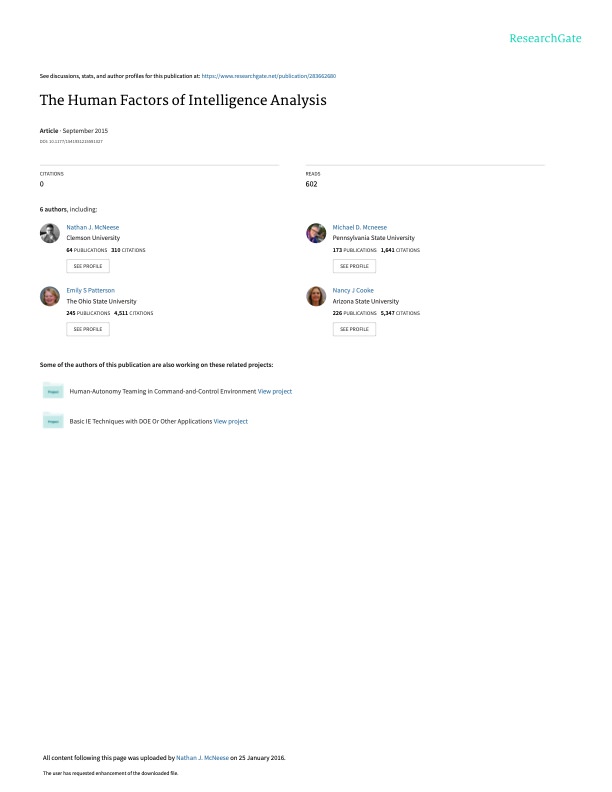 ResearchGate
See discussions, stats, and author profiles for this publication at: https://www.researchgate.net/publication/283662680
The Human Factors of Intelligence Analysis
Article · September 2015
DOI: 10.1177/1541931215591027
CITATIONS
0
READS
602
6 authors, including:
Nathan J. McNeese
Clemson University
64 PUBLICATIONS 310 CITATIONS
SEE PROFILE
Michael D. Mcneese
Pennsylvania State University
173 PUBLICATIONS 1,641 CITATIONS
SEE PROFILE
Emily S Patterson
The Ohio State University
245 PUBLICATIONS 4,511 CITATIONS
SEE PROFILE
Nancy J Cooke
Arizona State University
226 PUBLICATIONS 5,347 CITATIONS
SEE PROFILE
Some of the authors of this publication are also working on these related projects:
Project
Human-Autonomy Teaming in Command-and-Control Environment View project
Project
Basic IE Techniques with DOE Or Other Applications View project
All content following this page was uploaded by Nathan J. McNeese on 25 January 2016.
The user has requested enhancement of the downloaded file.